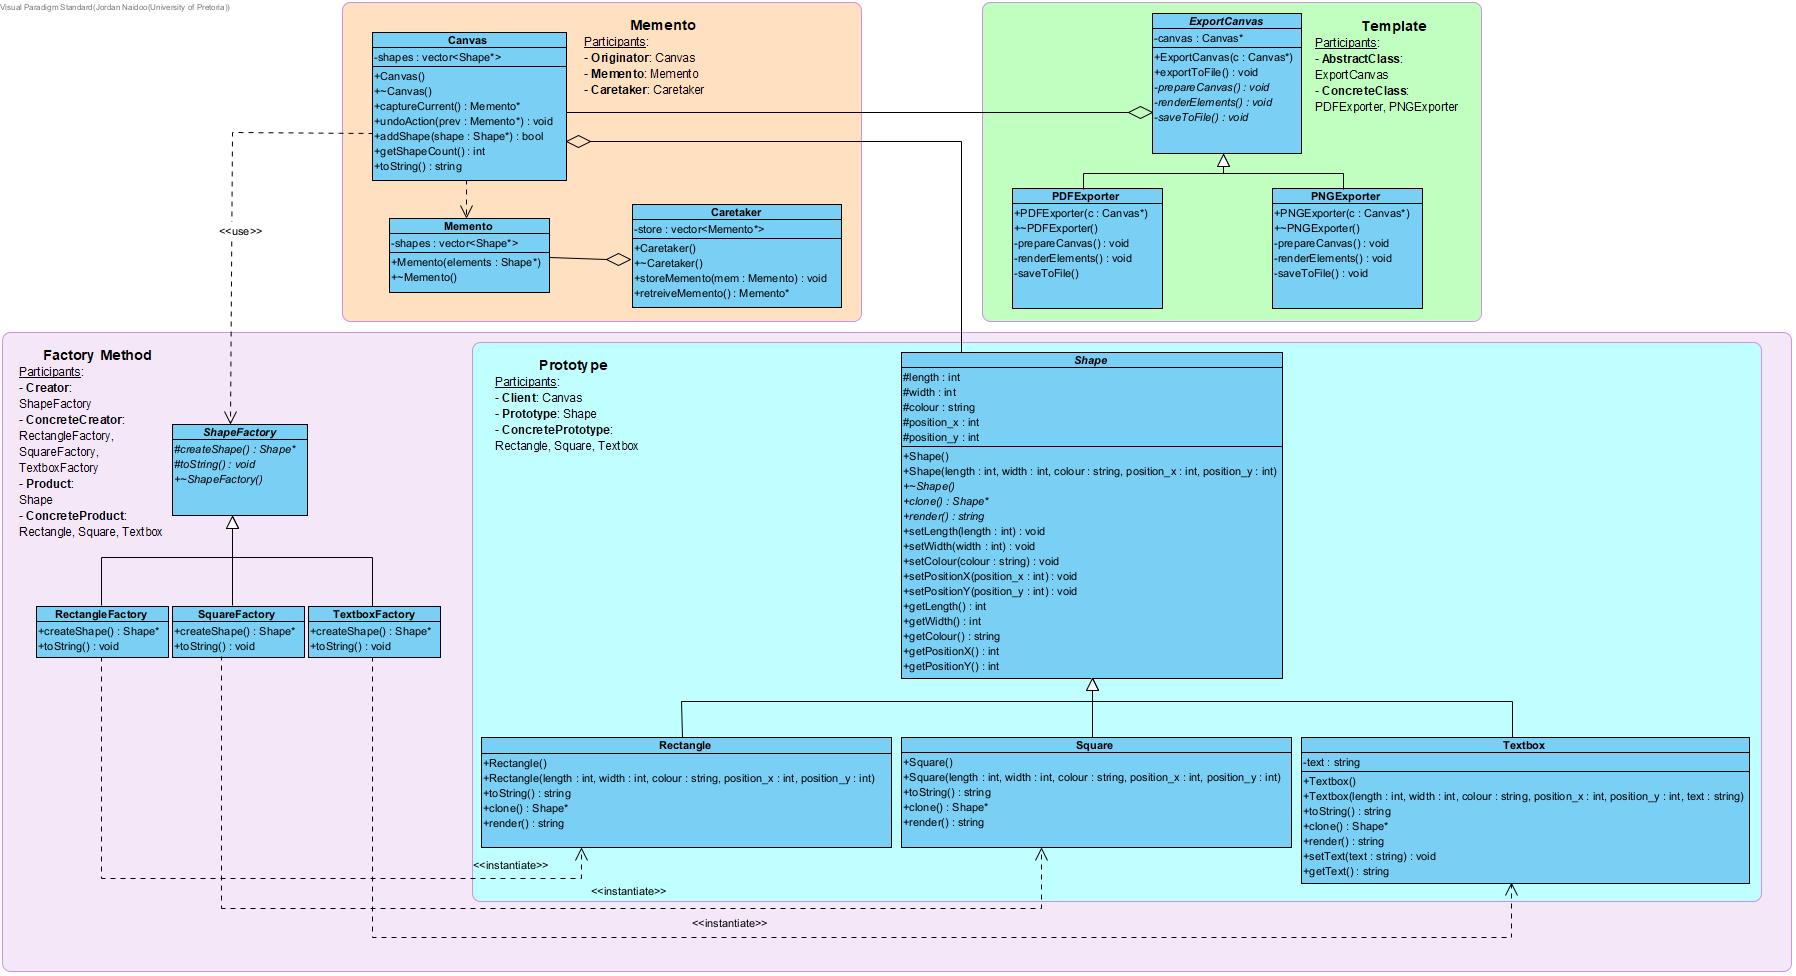 Visual Paradigm Standard(Jordan Naidoo(University of Pretoria))
Memento
Participants:
- Originator: Canvas
- Memento: Memento
- Caretaker: Caretaker
Canvas
-shapes : vector<Shape*>
+Canvas()
+~Canvas()
+captureCurrent() : Memento*
+undoAction(prev : Memento*) : void
+addShape(shape : Shape*) : bool
+getShapeCount() : int
+toString() : string
Memento
-shapes : vector<Shape*>
+Memento(elements : Shape*)
+~Memento()
Caretaker
-store : vector<Memento*>
+Caretaker()
+~Caretaker()
+storeMemento(mem : Memento) : void
+retreiveMemento() : Memento*
Template
Participants:
- AbstractClass:
ExportCanvas
- ConcreteClass:
PDFExporter, PNGExporter
ExportCanvas
-canvas : Canvas*
+ExportCanvas(c : Canvas*)
+exportToFile() : void
-prepareCanvas() : void
-renderElements() : void
-saveToFile() : void
PDFExporter
+PDFExporter(c : Canvas*)
+~PDFExporter()
-prepareCanvas() : void
-renderElements() : void
-saveToFile()
PNGExporter
+PNGExporter(c : Canvas*)
+~PNGExporter()
-prepareCanvas() : void
-renderElements() : void
-saveToFile() : void
<<use>>
Factory Method
Participants:
- Creator:
ShapeFactory
- ConcreteCreator:
RectangleFactory,
SquareFactory,
TextboxFactory
- Product:
Shape
- ConcreteProduct:
Rectangle, Square, Textbox
ShapeFactory
#createShape() : Shape*
#toString() : void
+~ShapeFactory()
RectangleFactory
+createShape() : Shape*
+toString() : void
SquareFactory
+createShape() : Shape*
+toString() : void
TextboxFactory
+createShape() : Shape*
+toString() : void
Prototype
Participants:
- Client: Canvas
- Prototype: Shape
- ConcretePrototype:
Rectangle, Square, Textbox
Shape
#length : int
#width : int
#colour : string
#position_x : int
#position_y : int
+Shape()
+Shape(length : int, width : int, colour : string, position_x : int, position_y : int)
+~Shape()
+clone() : Shape*
+render() : string
+setLength(length : int) : void
+setWidth(width : int) : void
+setColour(colour : string) : void
+setPositionX(position_x : int) : void
+setPositionY(position_y : int) : void
+getLength() : int
+getWidth() : int
+getColour() : string
+getPositionX() : int
+getPositionY() : int
Rectangle
+Rectangle()
+Rectangle(length : int, width : int, colour : string, position_x : int, position_y : int)
+toString() : string
+clone() : Shape*
+render() : string
Square
+Square()
+Square(length : int, width : int, colour : string, position_x : int, position_y : int)
+toString() : string
+clone() : Shape*
+render() : string
Textbox
-text : string
+Textbox()
+Textbox(length : int, width : int, colour : string, position_x : int, position_y : int, text : string)
+toString() : string
+clone() : Shape*
+render() : string
+setText(text : string) : void
+getText() : string
<<instantiate>>
<<instantiate>>
<<instantiate>>